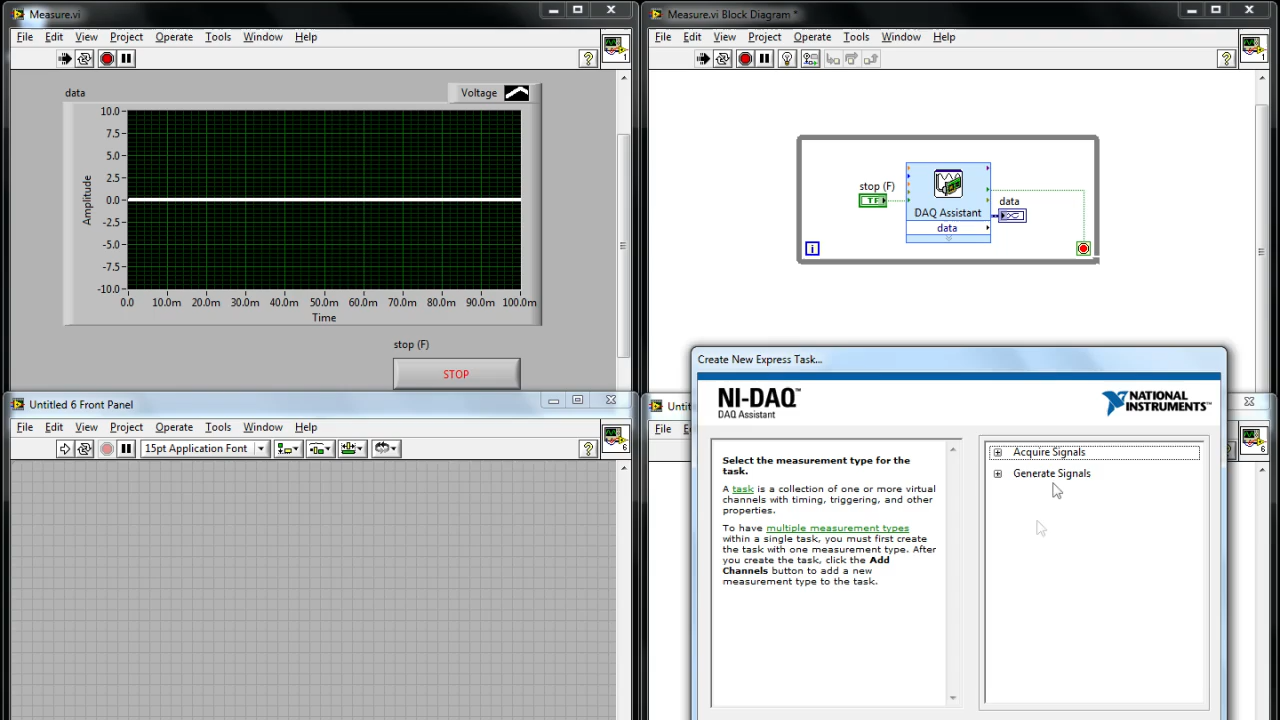 Measure.vi
File Edit View Project Operate Tools Window Help
data
Voltage
10.0
7.5
5.0
2.5
0.0
-2.5
-5.0
-7.5
-10.0
Amplitude
0.0 10.0m 20.0m 30.0m 40.0m 50.0m 60.0m 70.0m 80.0m 90.0m 100.0m
Time
stop (F)
STOP
Measure.vi Block Diagram *
File Edit View Project Operate Tools Window Help
stop (F)
TF
DAQ Assistant
data
data
i
Untitled 6 Front Panel
File Edit View Project Operate Tools Window Help
15pt Application Font
6
File
6
Create New Express Task...
NI-DAQ™
DAQ Assistant
NATIONAL
INSTRUMENTS™
Select the measurement type for the
task.
A task is a collection of one or more virtual
channels with timing, triggering, and other
properties.
To have multiple measurement types
within a single task, you must first create
the task with one measurement type. After
you create the task, click the Add
Channels button to add a new
measurement type to the task.
Acquire Signals
Generate Signals